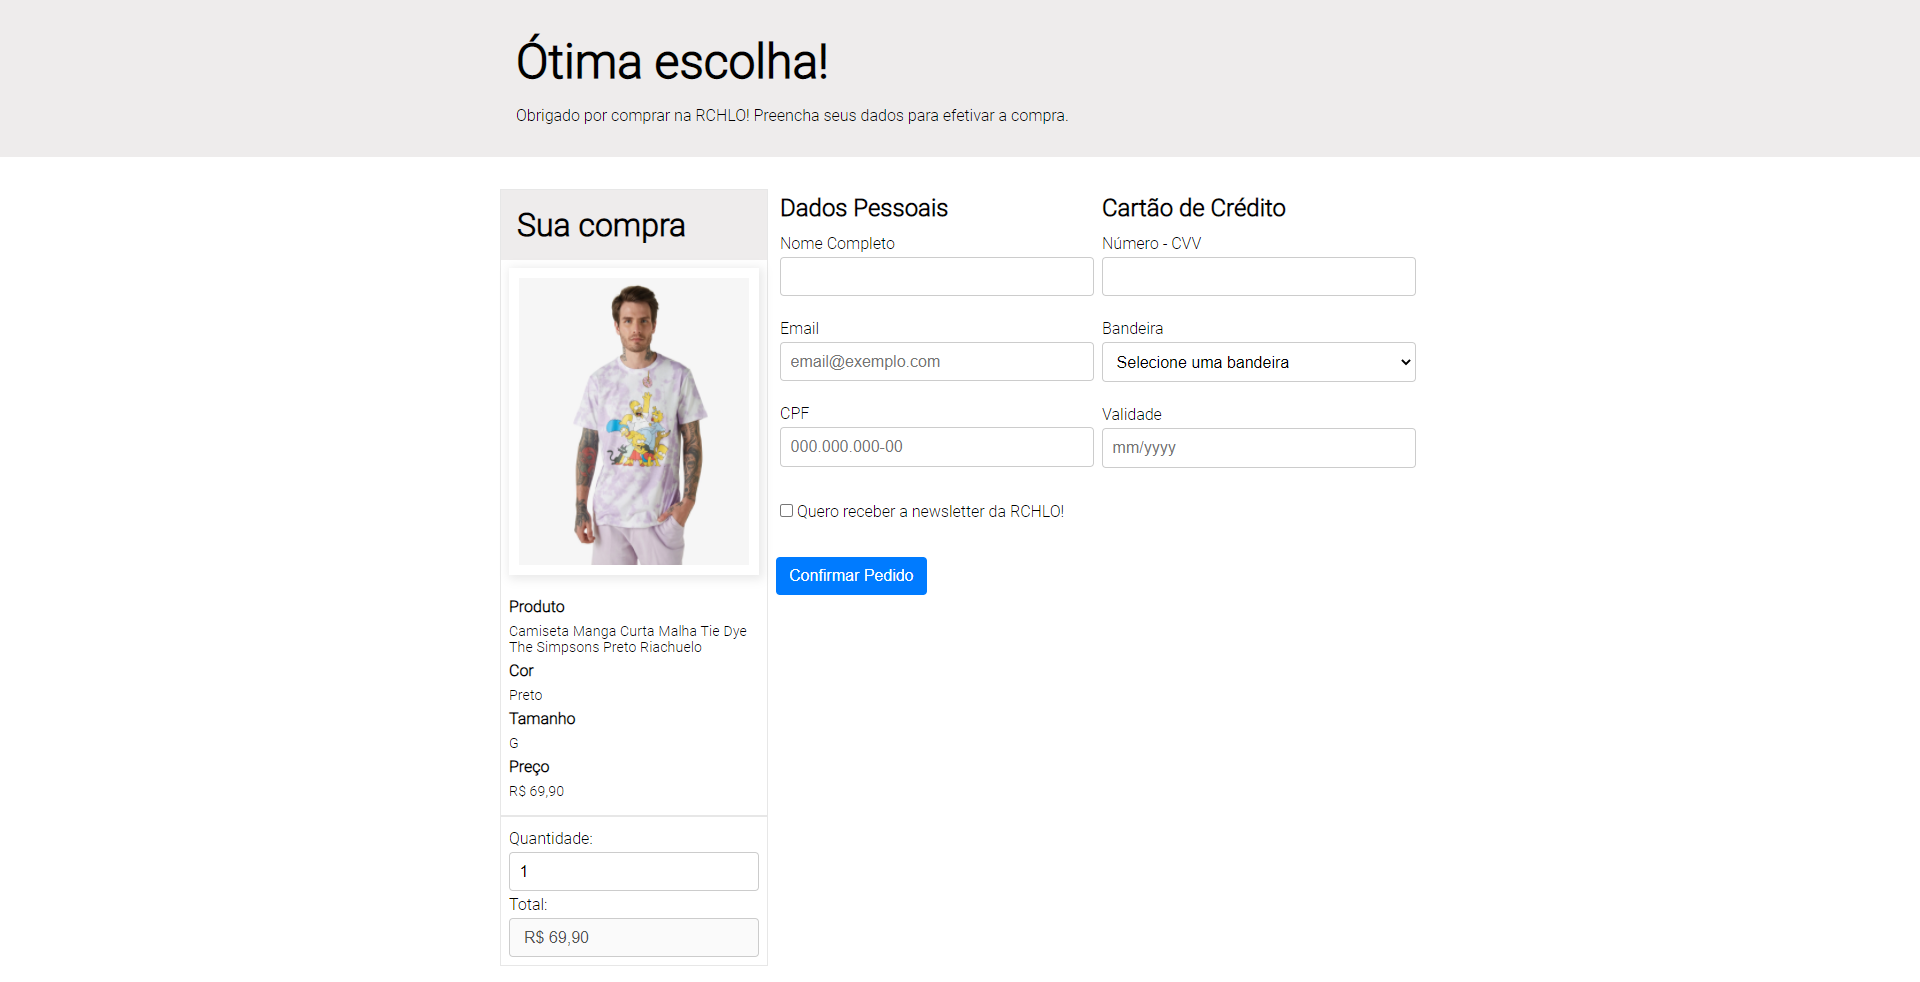 Ótima escolha!
Obrigado por comprar na RCHLO! Preencha seus dados para efetivar a compra.
Sua compra
Produto
Camiseta Manga Curta Malha Tie Dye
The Simpsons Preto Riachuelo
Cor
Preto
Tamanho
G
Preço
R$ 69,90
Quantidade:
1
Total:
R$ 69,90
Dados Pessoais
Nome Completo
Email
email@exemplo.com
CPF
000.000.000-00
Cartão de Crédito
Número - CVV
Bandeira
Selecione uma bandeira
Validade
mm/yyyy
Quero receber a newsletter da RCHLO!
Confirmar Pedido